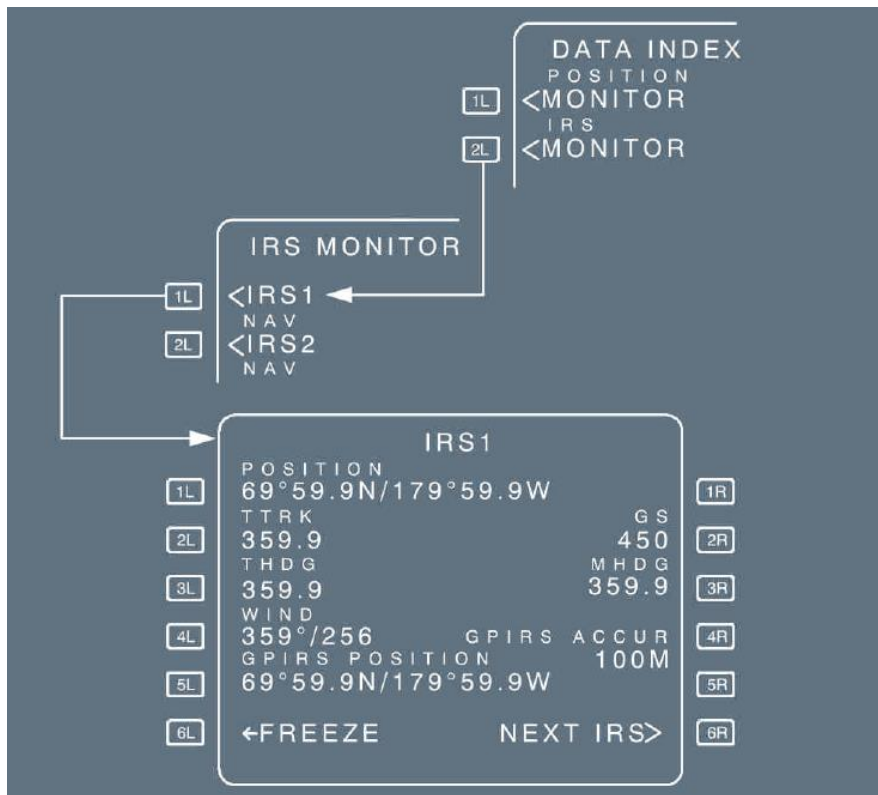 DATA INDEX
POSITION
1L <MONITOR
IRS
2L <MONITOR
IRS MONITOR
1L <IRS1
NAV
2L <IRS2
NAV
IRS1
POSITION
1L 69°59.9N/179°59.9W 1R
TTRK GS
2L 359.9 450 2R
THDG MHDG
3L 359.9 359.9 3R
WIND
4L 359°/256 GPIRS ACCUR 4R
GPIRS POSITION 100M
5L 69°59.9N/179°59.9W 5R
6L ←FREEZE NEXT IRS> 6R